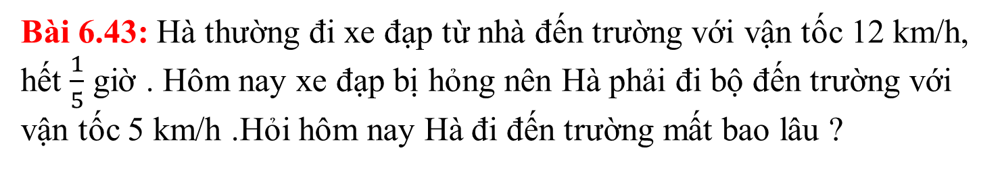 Bài 6.43: Hà thường đi xe đạp từ nhà đến trường với vận tốc 12 km/h,
hết 1/5 giờ . Hôm nay xe đạp bị hỏng nên Hà phải đi bộ đến trường với
vận tốc 5 km/h .Hỏi hôm nay Hà đi đến trường mất bao lâu ?